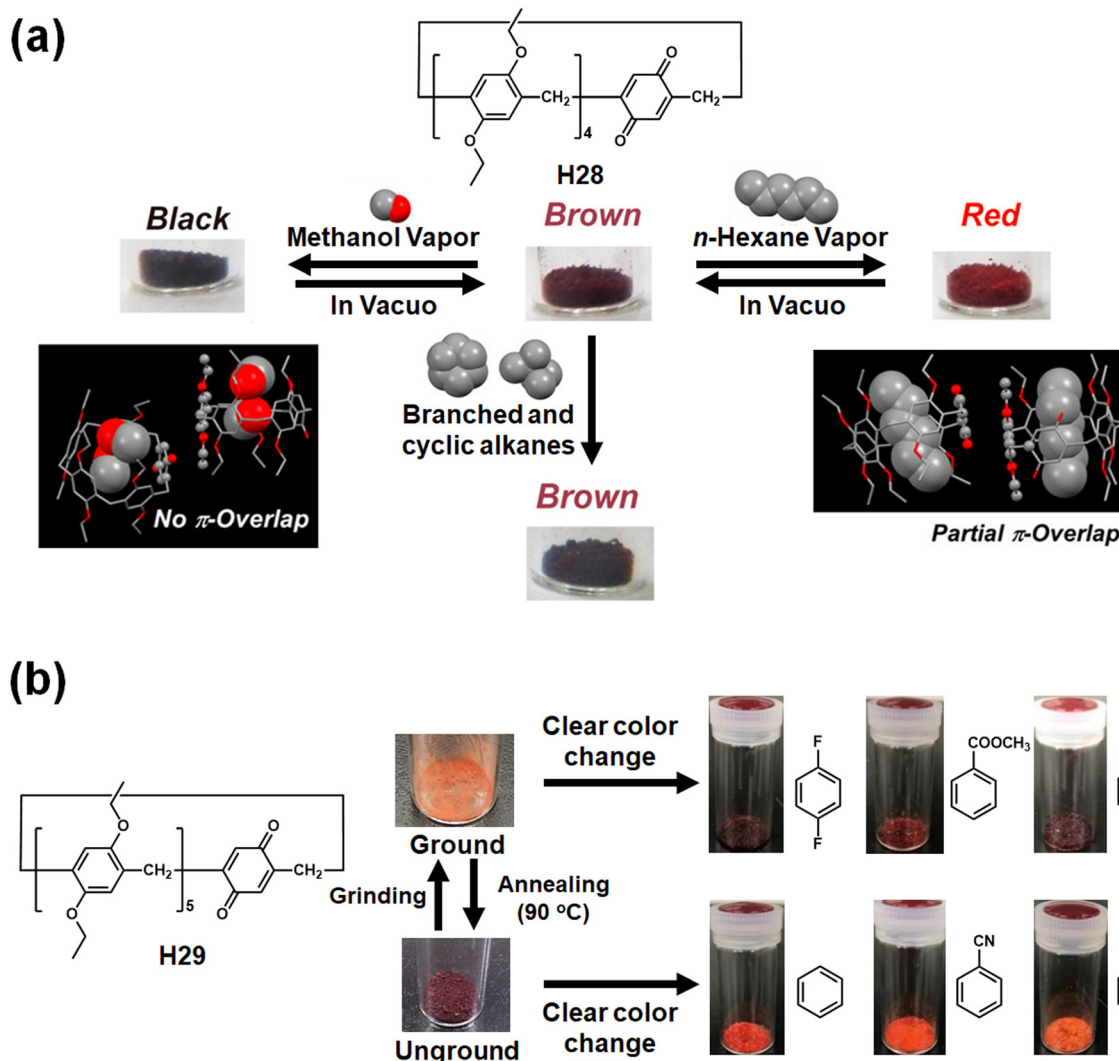 (a)
O
CH2
O
4
O
O
CH2
H28
Black
Methanol Vapor
In Vacuo
Brown
n-Hexane Vapor
In Vacuo
Red
Branched and
cyclic alkanes
Brown
No π-Overlap
Partial π-Overlap
(b)
O
CH2
O
5
O
O
CH2
H29
Ground
Grinding
Annealing
(90 °C)
Unground
Clear color
change
F
F
COOCH3
Clear color
change
CN